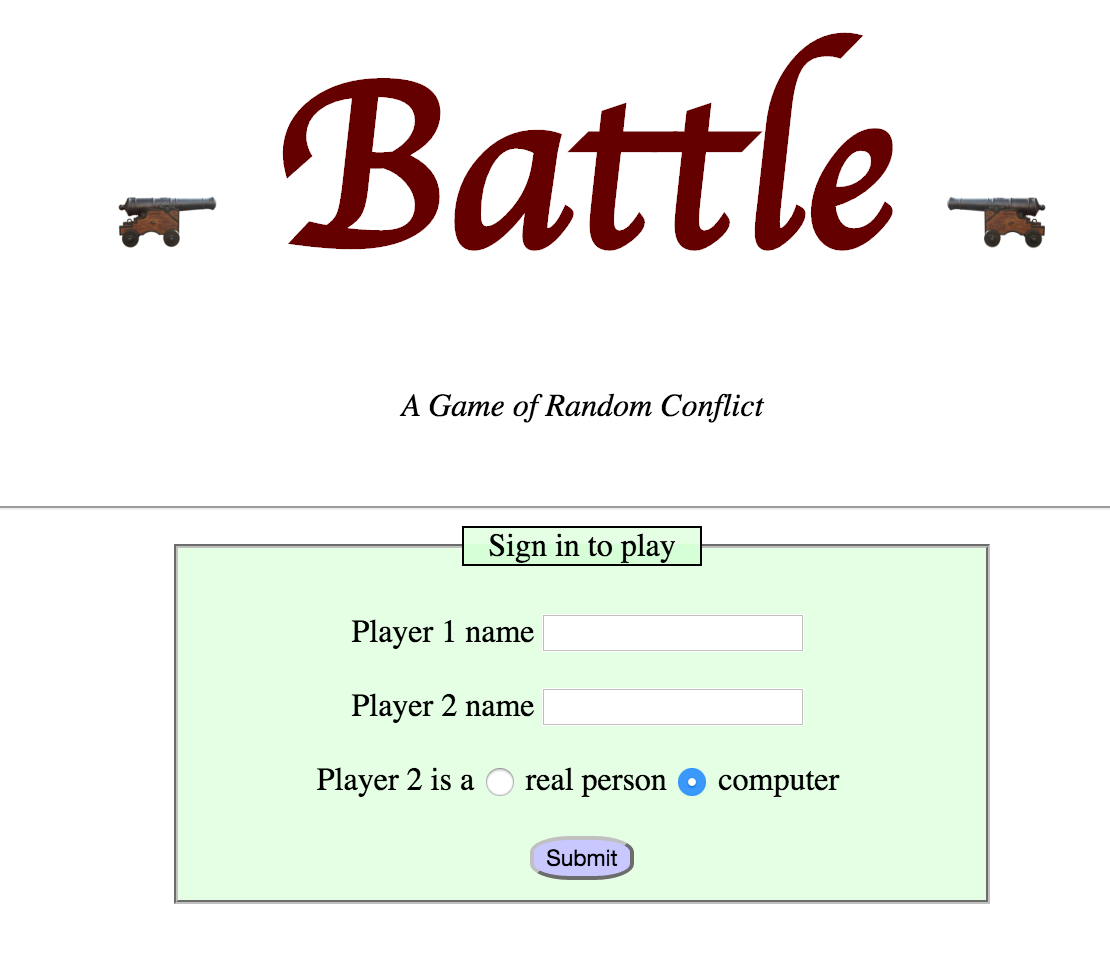 Battle
A Game of Random Conflict
Sign in to play
Player 1 name
Player 2 name
Player 2 is a real person computer
Submit